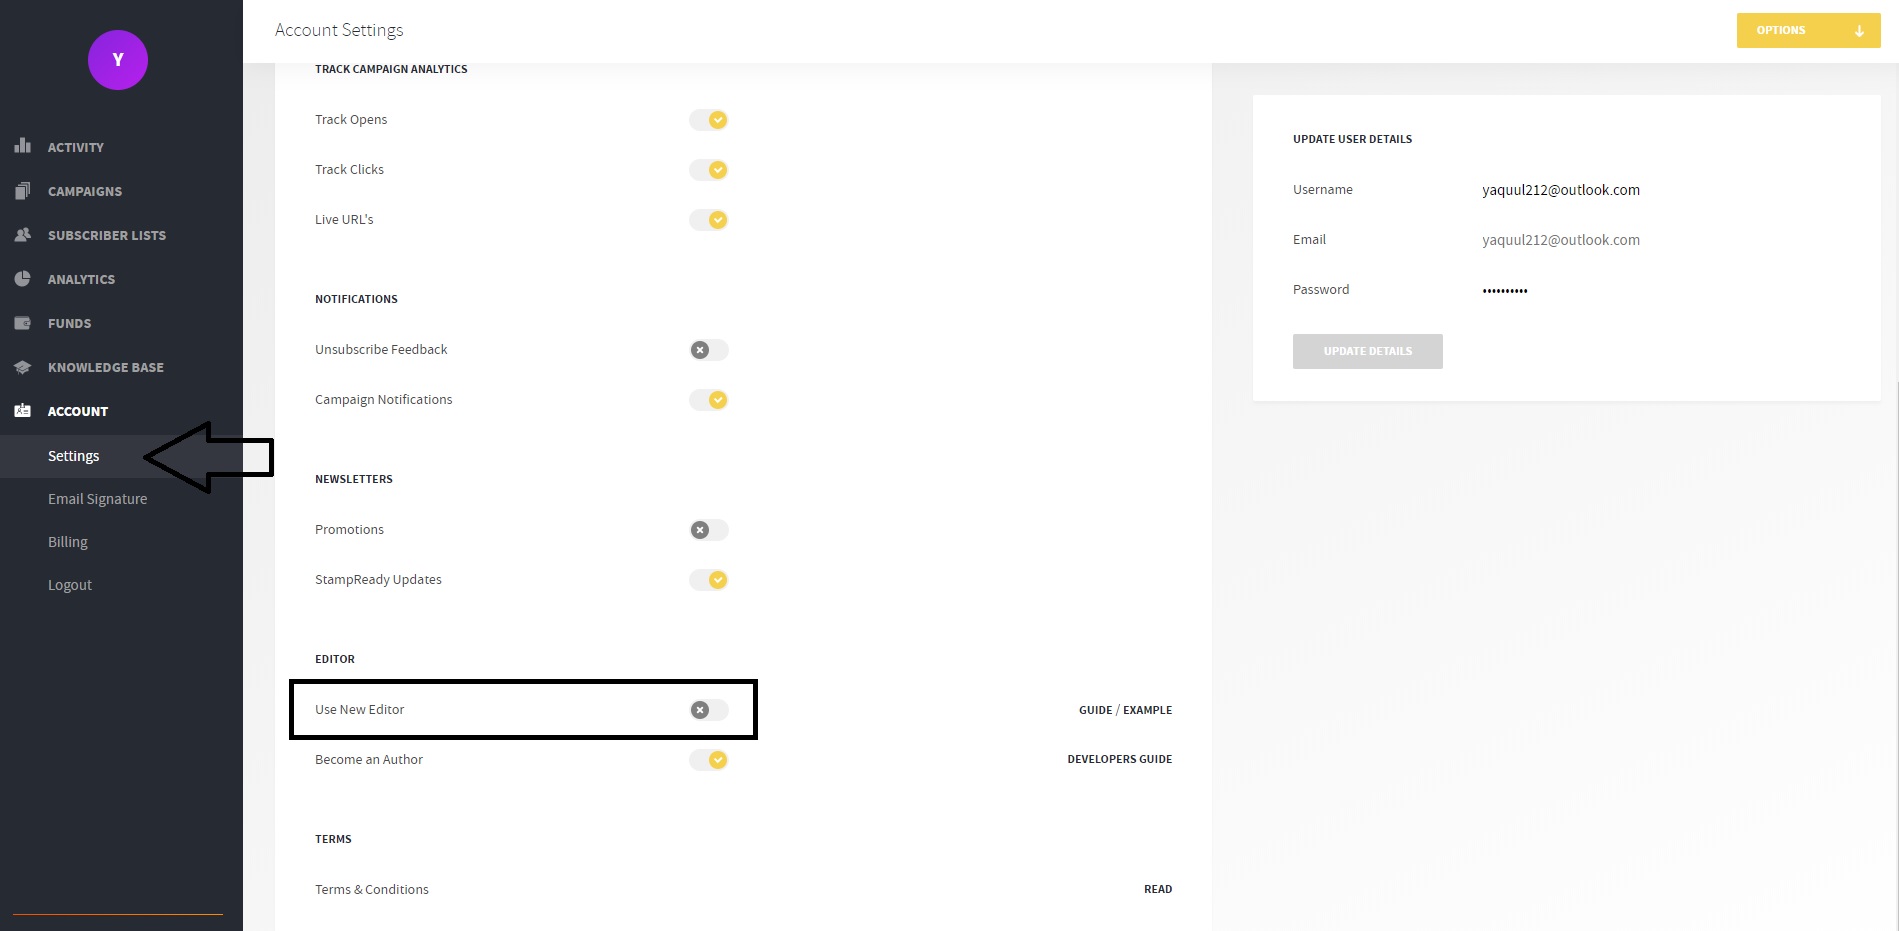 Y
ACTIVITY
CAMPAIGNS
SUBSCRIBER LISTS
ANALYTICS
FUNDS
KNOWLEDGE BASE
ACCOUNT
Settings
Email Signature
Billing
Logout
Account Settings
OPTIONS
TRACK CAMPAIGN ANALYTICS
Track Opens
Track Clicks
Live URL's
NOTIFICATIONS
Unsubscribe Feedback
Campaign Notifications
NEWSLETTERS
Promotions
StampReady Updates
EDITOR
Use New Editor GUIDE / EXAMPLE
Become an Author DEVELOPERS GUIDE
TERMS
Terms & Conditions READ
UPDATE USER DETAILS
Username yaquul212@outlook.com
Email yaquul212@outlook.com
Password ••••••••••
UPDATE DETAILS